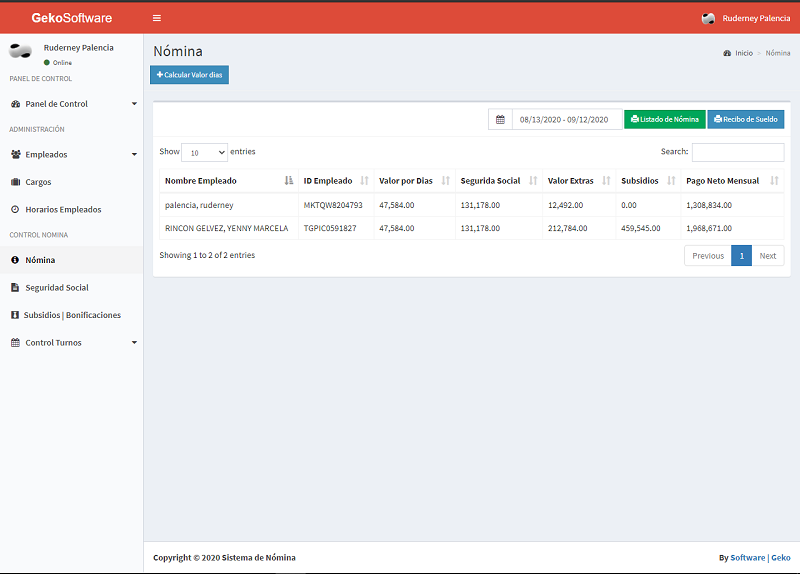 GekoSoftware
Ruderney Palencia
Ruderney Palencia
Online
PANEL DE CONTROL
Panel de Control
ADMINISTRACIÓN
Empleados
Cargos
Horarios Empleados
CONTROL NOMINA
Nómina
Seguridad Social
Subsidios | Bonificaciones
Control Turnos
Nómina
Inicio > Nómina
Calcular Valor dias
08/13/2020 - 09/12/2020 Listado de Nómina Recibo de Sueldo
Show 10 entries Search:
Nombre Empleado ID Empleado Valor por Dias Segurida Social Valor Extras Subsidios Pago Neto Mensual
palencia, ruderney MKTQW8204793 47,584.00 131,178.00 12,492.00 0.00 1,308,834.00
RINCON GELVEZ, YENNY MARCELA TGPIC0591827 47,584.00 131,178.00 212,784.00 459,545.00 1,968,671.00
Showing 1 to 2 of 2 entries Previous 1 Next
Copyright © 2020 Sistema de Nómina By Software | Geko